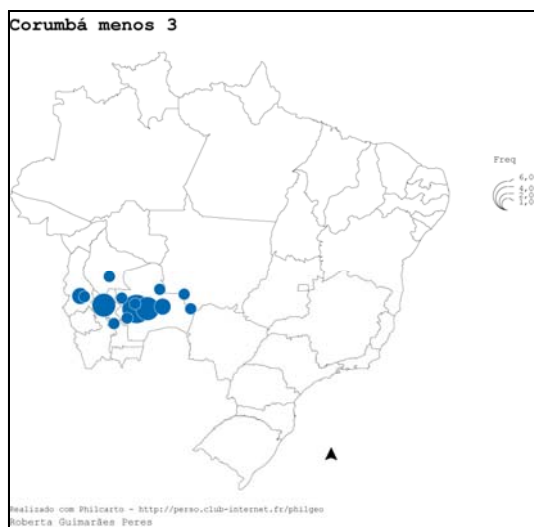 Corumbá menos 3
Freq
6,0
4,0
2,0
1,0
Realizado com Philcarto - http://perso.club-internet.fr/philgeo
Roberta Guimarães Peres